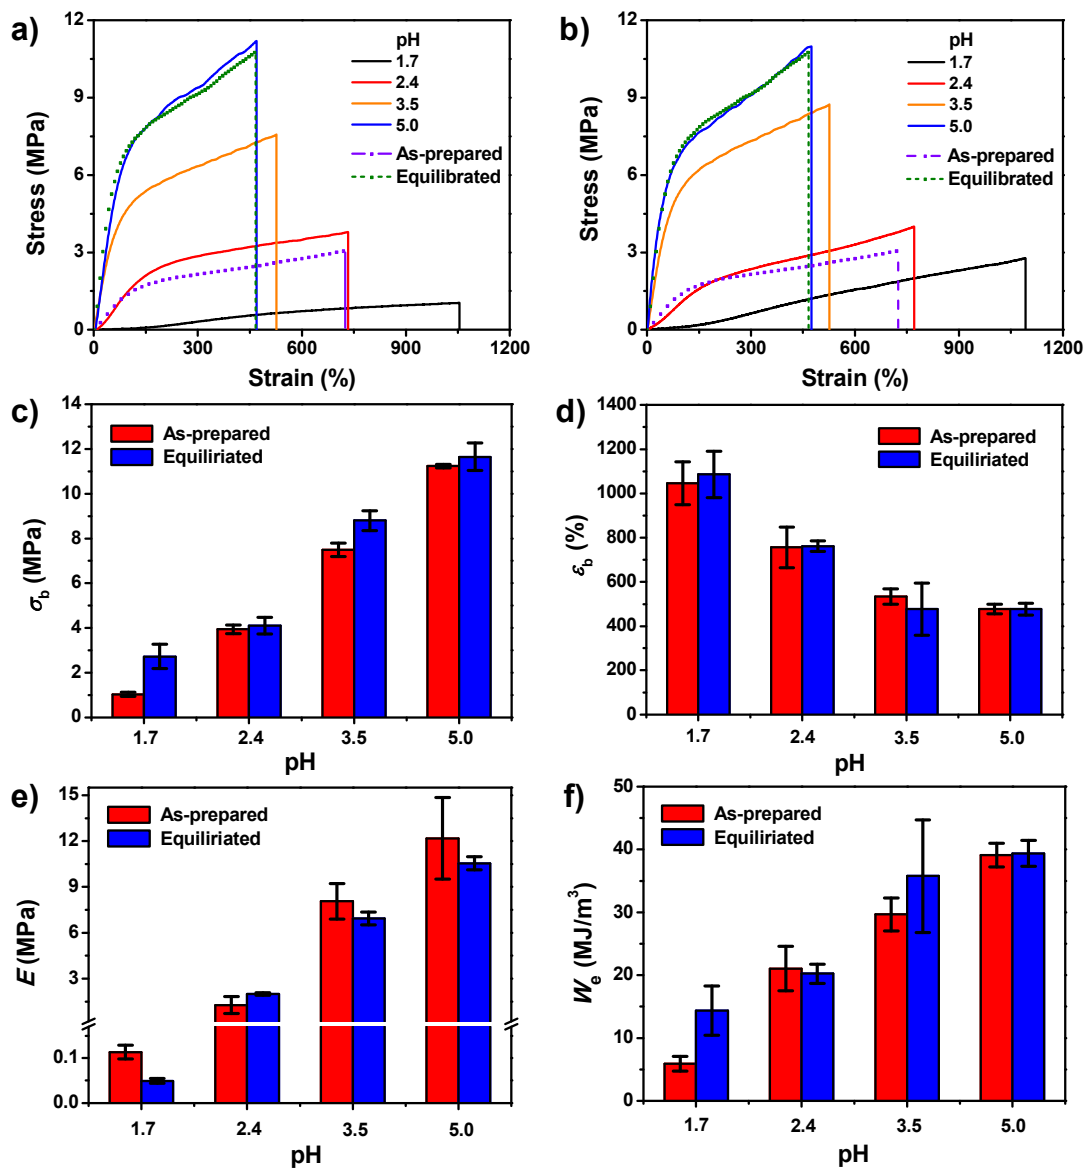 a)
Stress (MPa)
12
9
6
3
0
pH
1.7
2.4
3.5
5.0
As-prepared
Equilibrated
0 300 600 900 1200
Strain (%)
b)
Stress (MPa)
12
9
6
3
0
pH
1.7
2.4
3.5
5.0
As-prepared
Equilibrated
0 300 600 900 1200
Strain (%)
c)
σb (MPa)
14
12
10
8
6
4
2
0
As-prepared
Equiliriated
1.7 2.4 3.5 5.0
pH
d)
εb (%)
1400
1200
1000
800
600
400
200
0
As-prepared
Equiliriated
1.7 2.4 3.5 5.0
pH
e)
E (MPa)
15
12
9
6
3
0.1
0.0
As-prepared
Equiliriated
1.7 2.4 3.5 5.0
pH
f)
We (MJ/m³)
50
40
30
20
10
0
As-prepared
Equiliriated
1.7 2.4 3.5 5.0
pH